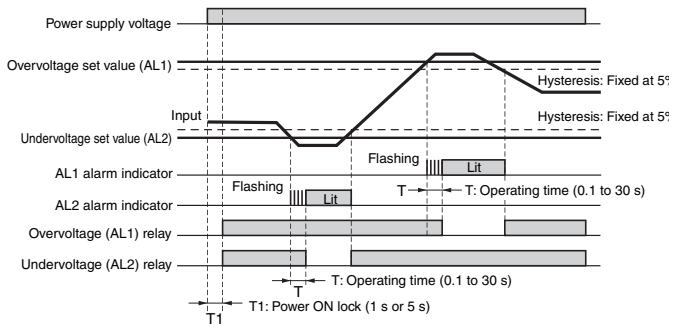 Power supply voltage
Overvoltage set value (AL1)
Hysteresis: Fixed at 5%
Input
Hysteresis: Fixed at 5%
Undervoltage set value (AL2)
Flashing
Lit
AL1 alarm indicator
T
T: Operating time (0.1 to 30 s)
Flashing
Lit
AL2 alarm indicator
Overvoltage (AL1) relay
Undervoltage (AL2) relay
T: Operating time (0.1 to 30 s)
T
T1: Power ON lock (1 s or 5 s)
T1